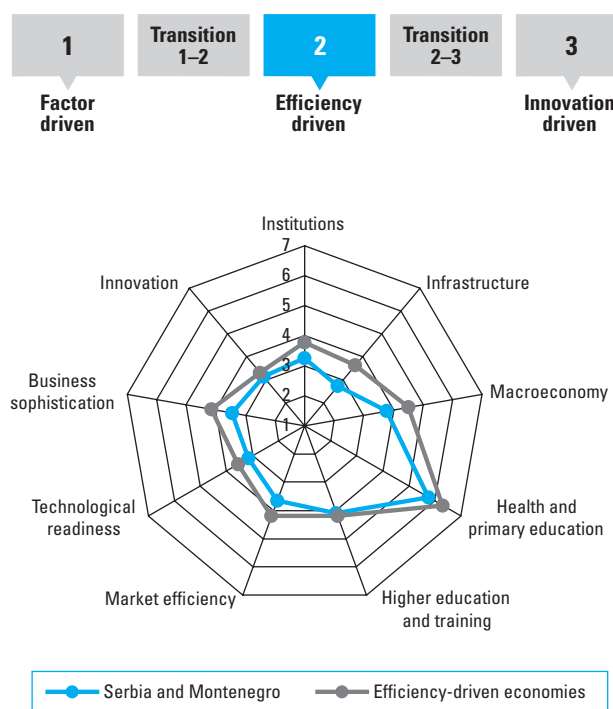 1
Transition
1–2
2
Transition
2–3
3
Factor
driven
Efficiency
driven
Innovation
driven
Institutions
7
Innovation
6
Infrastructure
5
4
3
Business
sophistication
2
Macroeconomy
1
Technological
readiness
Health and
primary education
Market efficiency
Higher education
and training
Serbia and Montenegro
Efficiency-driven economies